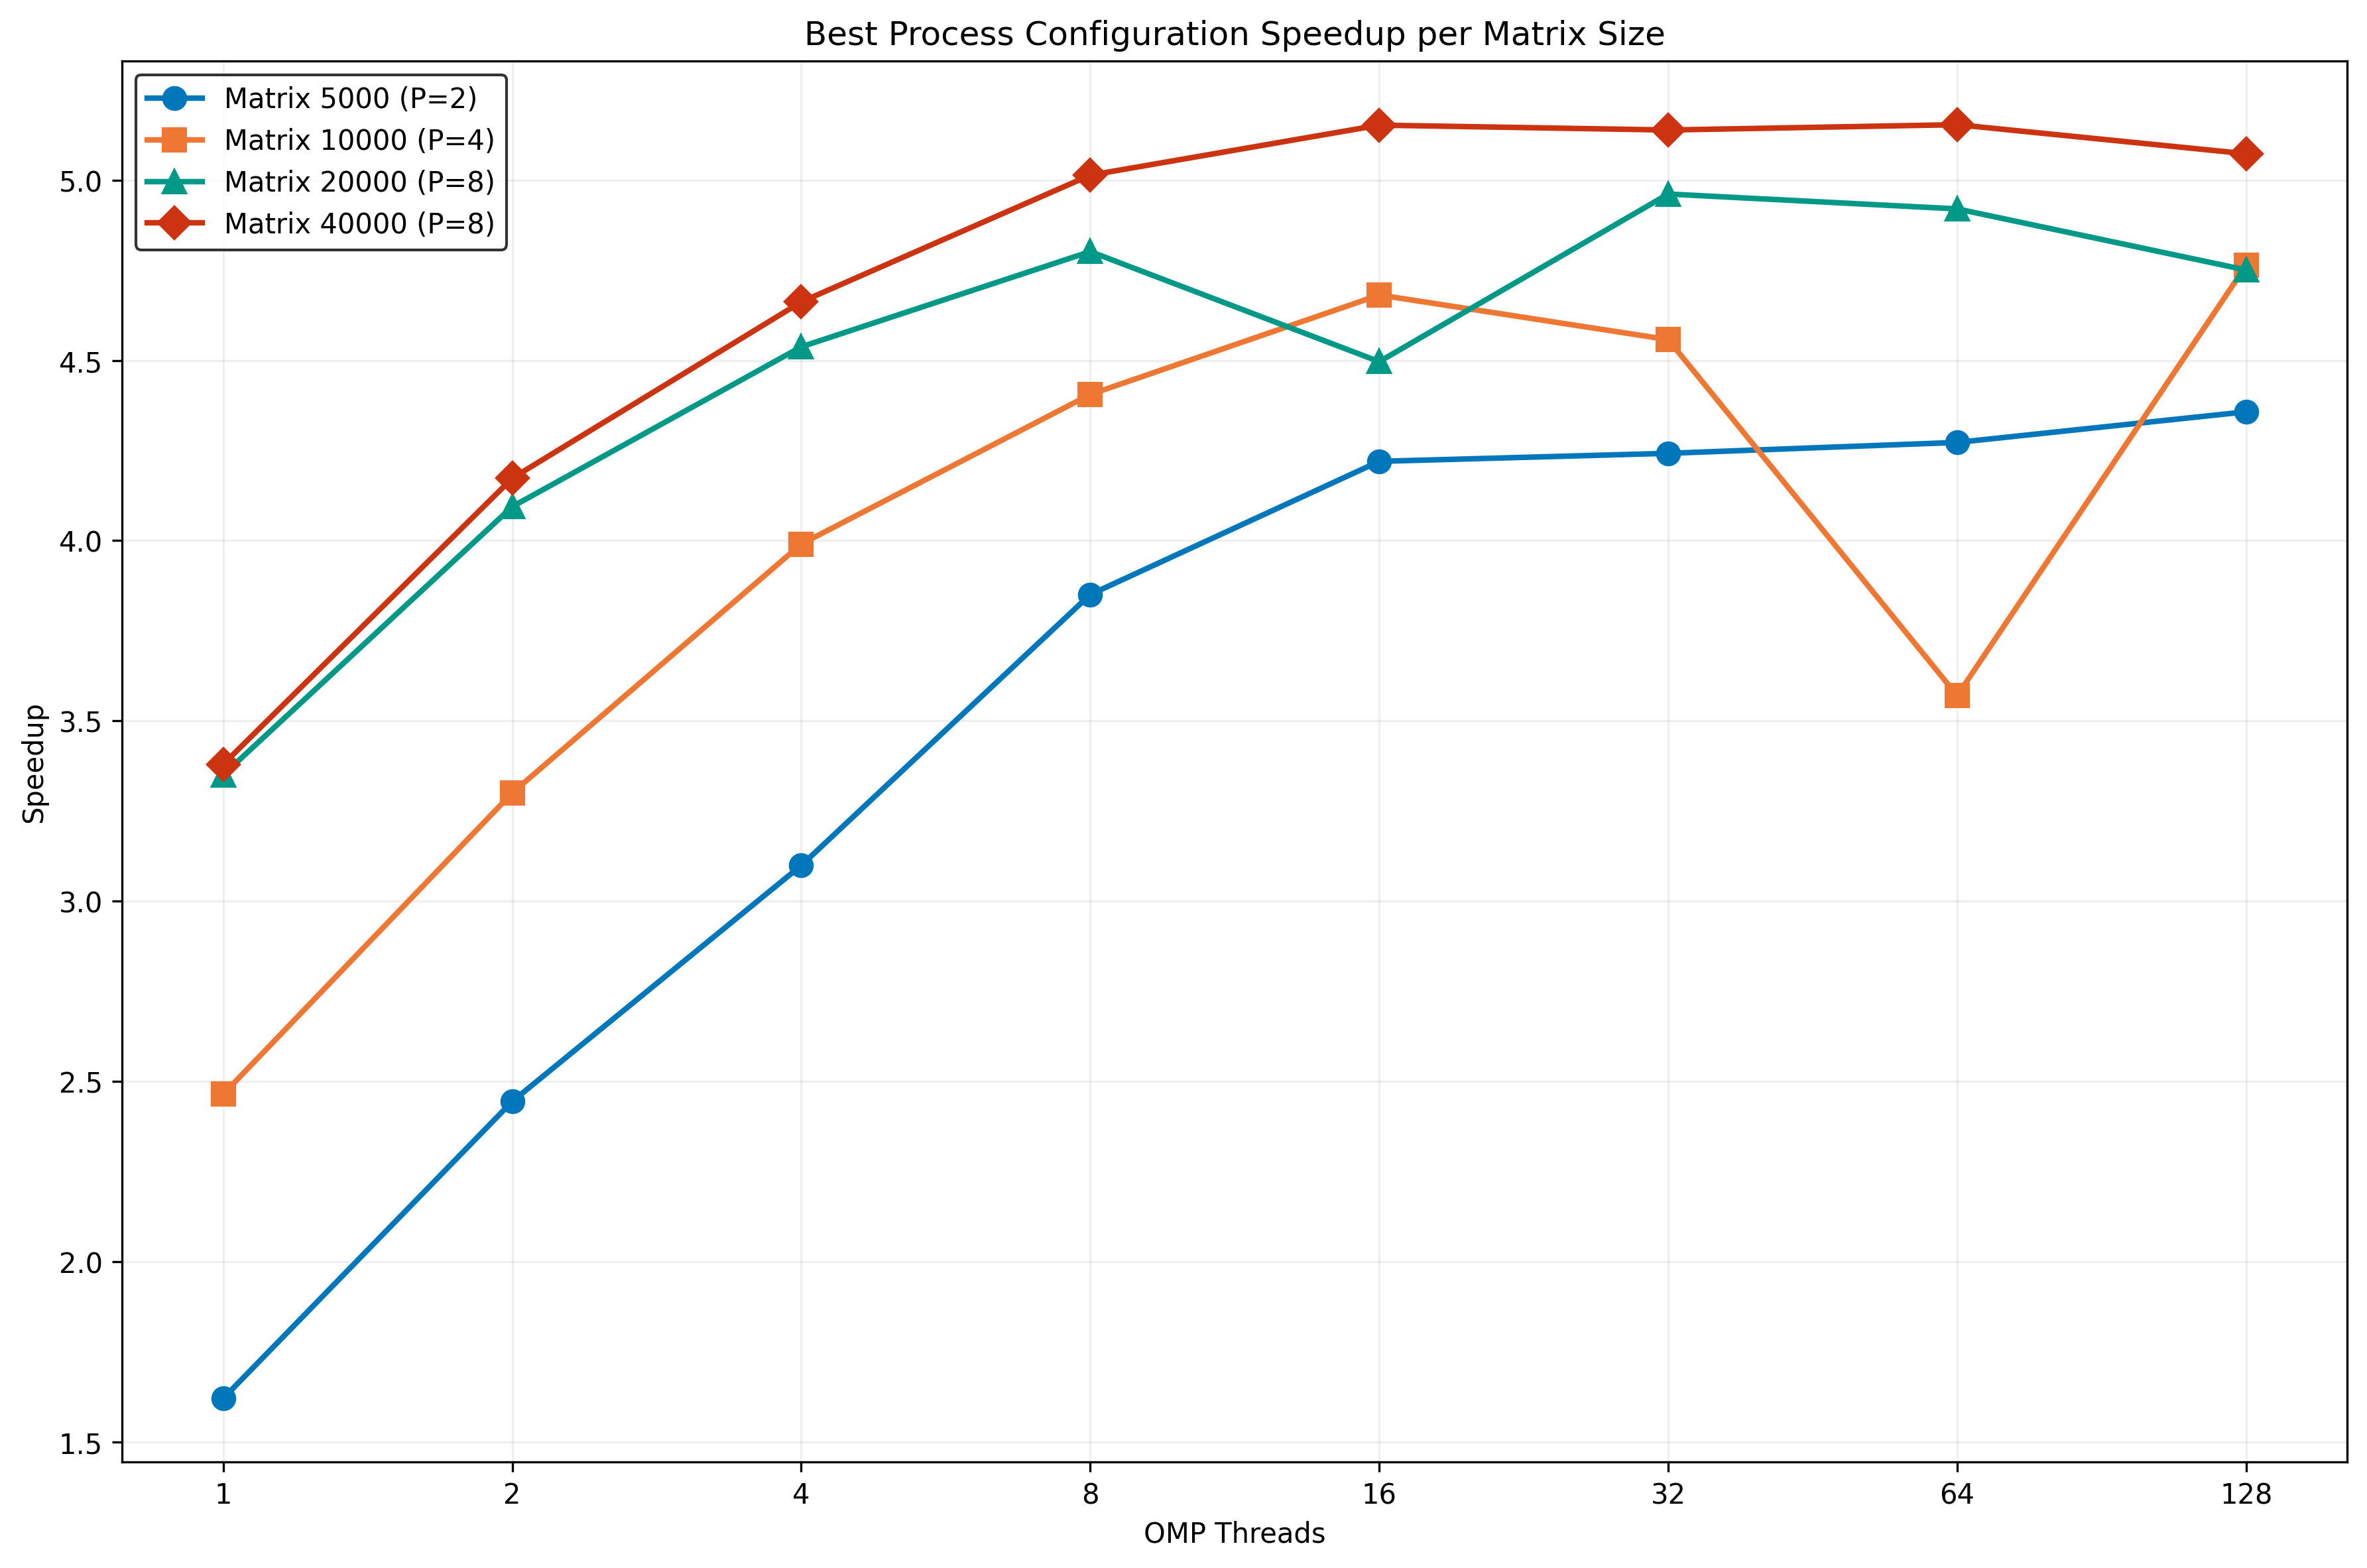 Best Process Configuration Speedup per Matrix Size
Matrix 5000 (P=2)
Matrix 10000 (P=4)
Matrix 20000 (P=8)
Matrix 40000 (P=8)
Speedup
5.0
4.5
4.0
3.5
3.0
2.5
2.0
1.5
1 2 4 8 16 32 64 128
OMP Threads